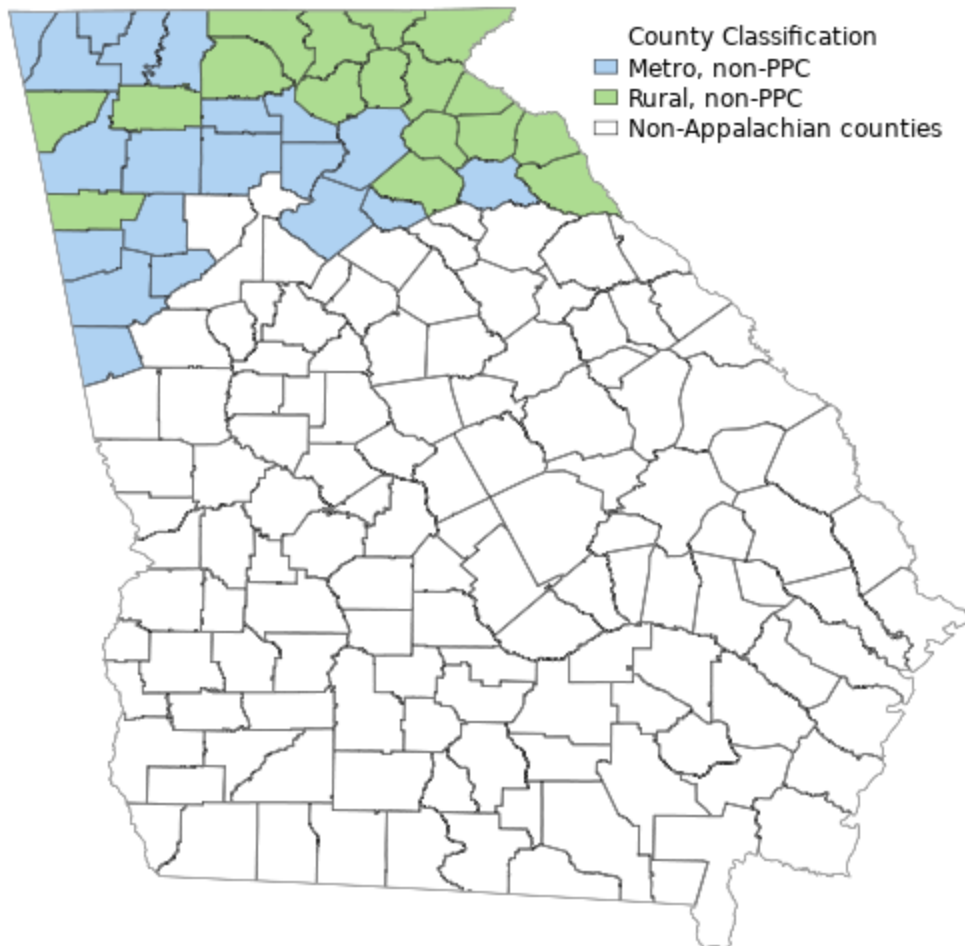 County Classification
Metro, non-PPC
Rural, non-PPC
Non-Appalachian counties